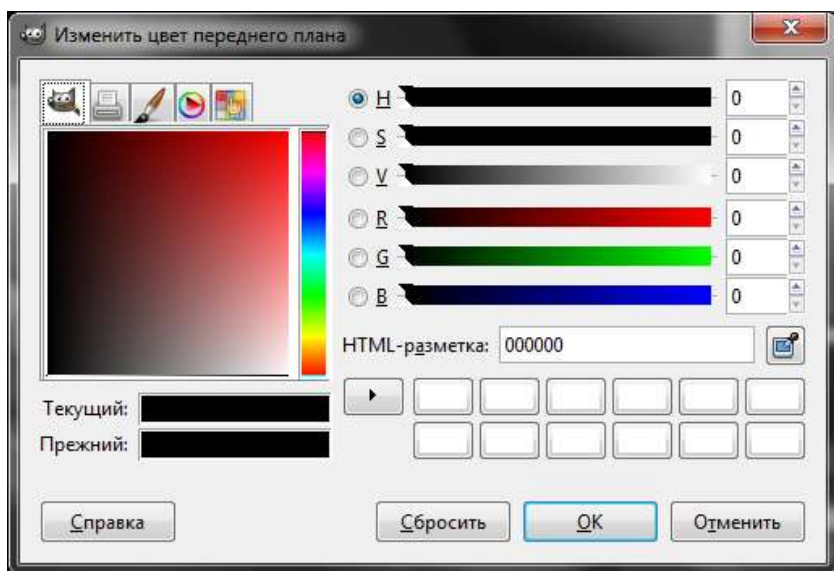 Изменить цвет переднего плана
H 0
S 0
V 0
R 0
G 0
B 0
HTML-разметка: 000000
Текущий:
Прежний:
Справка Сбросить OK Отменить